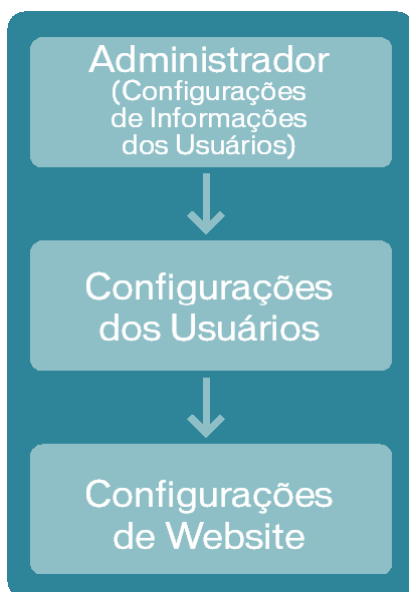 Administrador
(Configurações
de Informações
dos Usuários)
Configurações
dos Usuários
Configurações
de Website